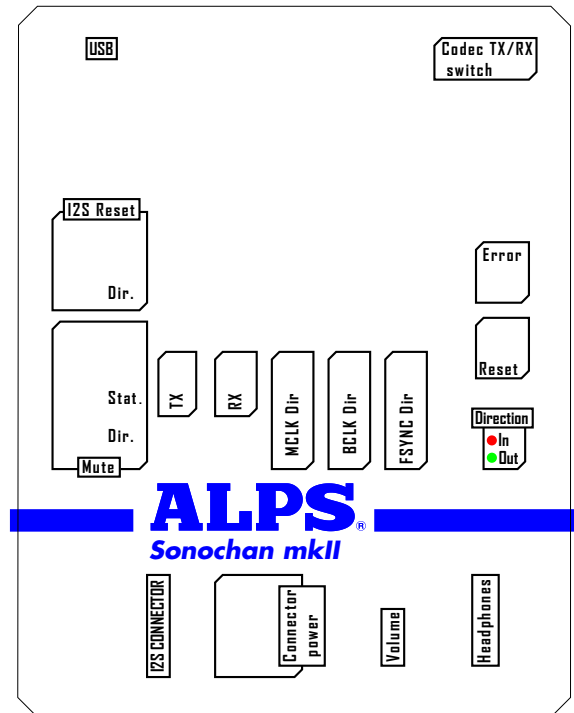 USB
Codec TX/RX
switch
I2S Reset
Dir.
Error
Reset
Stat.
Dir.
Mute
TX
RX
MCLK Dir
BCLK Dir
FSYNC Dir
Direction
In
Out
ALPS®
Sonochan mkII
I2S CONNECTOR
Connector
power
Volume
Headphones